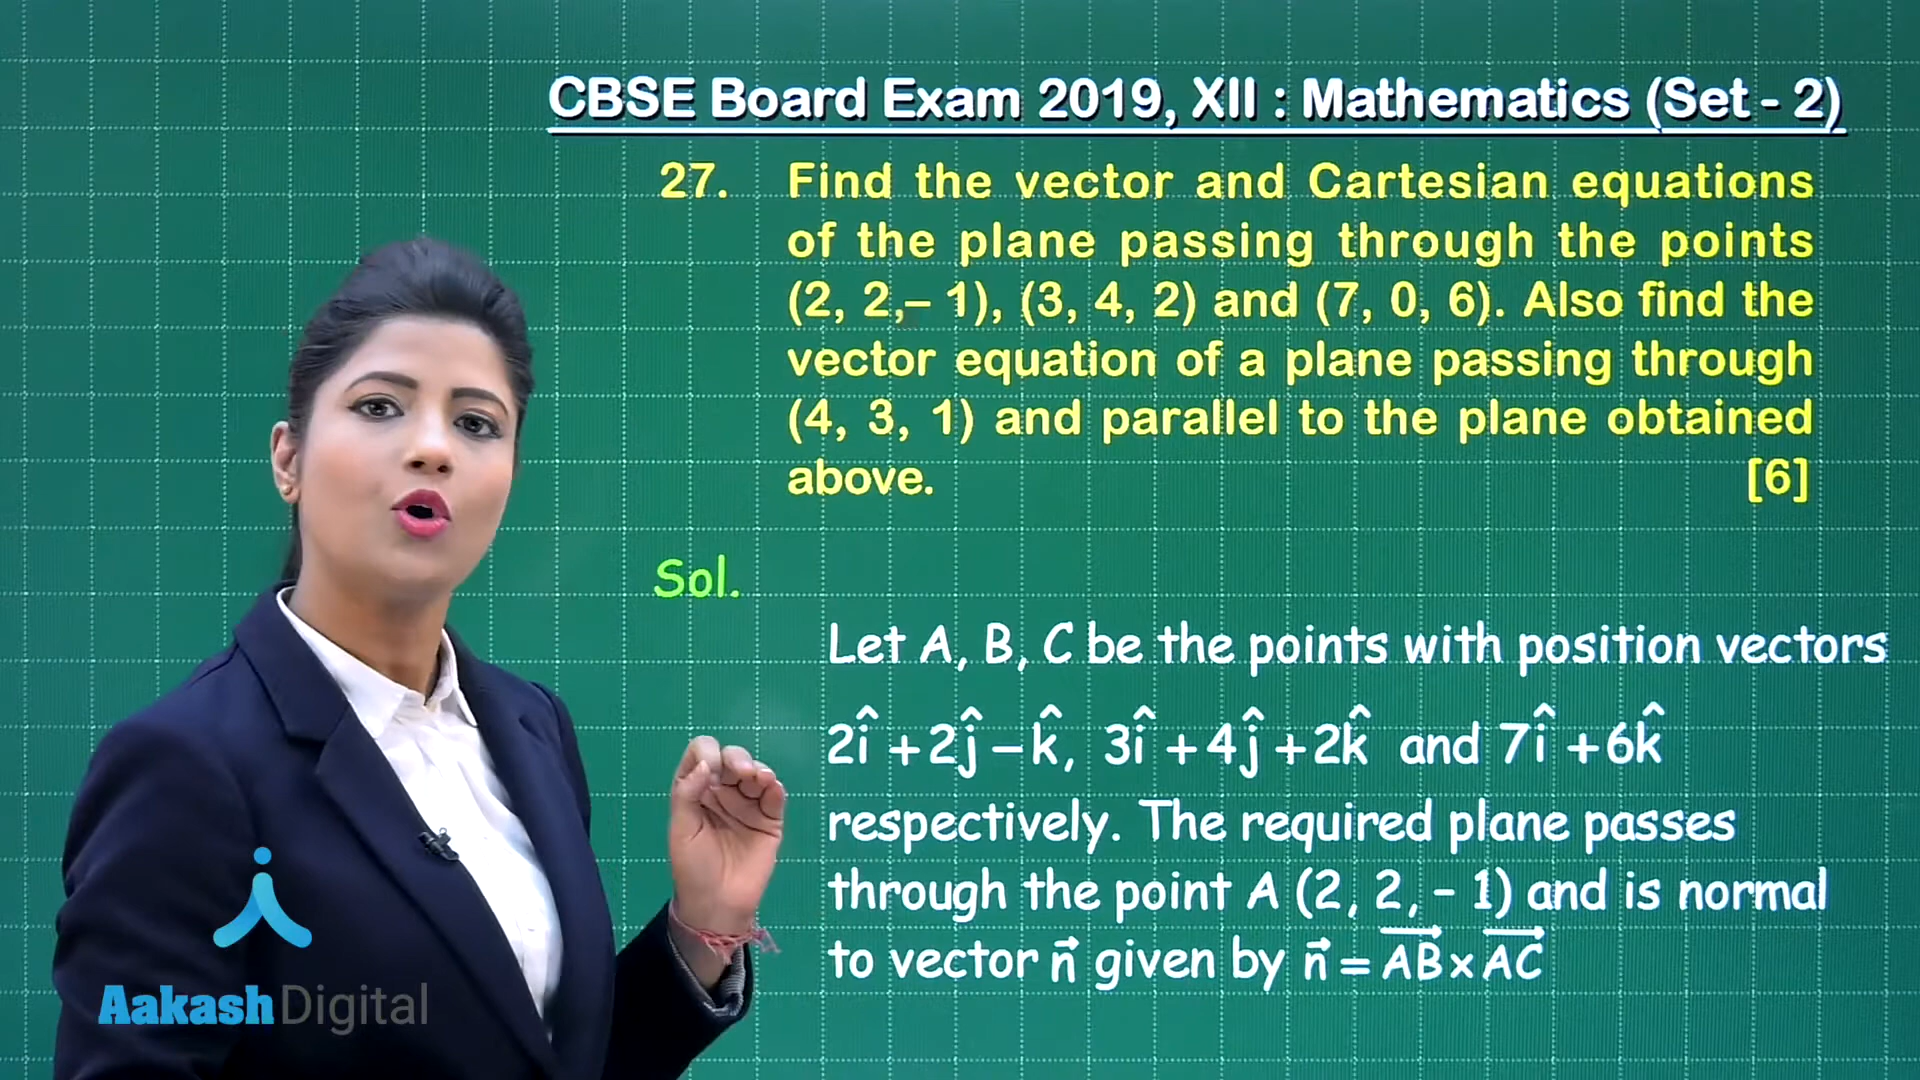 CBSE Board Exam 2019, XII : Mathematics (Set - 2)
27. Find the vector and Cartesian equations
of the plane passing through the points
(2, 2,– 1), (3, 4, 2) and (7, 0, 6). Also find the
vector equation of a plane passing through
(4, 3, 1) and parallel to the plane obtained
above. [6]
Sol.
Let A, B, C be the points with position vectors
2î + 2ĵ – k̂, 3î + 4ĵ + 2k̂ and 7î + 6k̂
respectively. The required plane passes
through the point A (2, 2, – 1) and is normal
to vector n⃗ given by n⃗ = A⃗B⃗ × A⃗C⃗
Aakash Digital